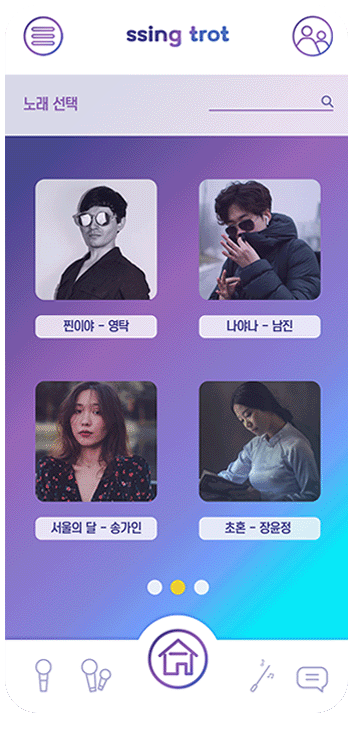 ssing trot
노래 선택
찐이야 - 영탁
나야나 - 남진
서울의 달 - 송가인
초혼 - 장윤정